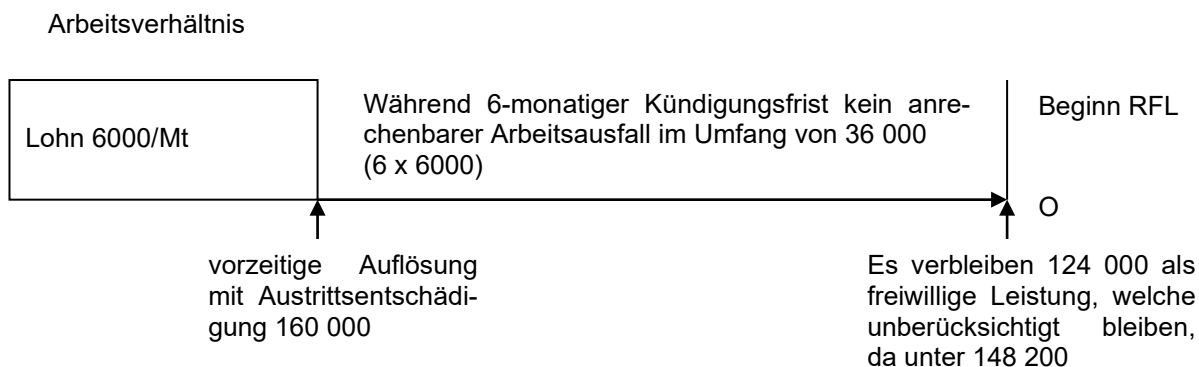 Arbeitsverhältnis
Lohn 6000/Mt
Während 6-monatiger Kündigungsfrist kein anre-
chenbarer Arbeitsausfall im Umfang von 36 000
(6 x 6000)
Beginn RFL
O
vorzeitige Auflösung
mit Austrittsentschädi-
gung 160 000
Es verbleiben 124 000 als
freiwillige Leistung, welche
unberücksichtigt bleiben,
da unter 148 200